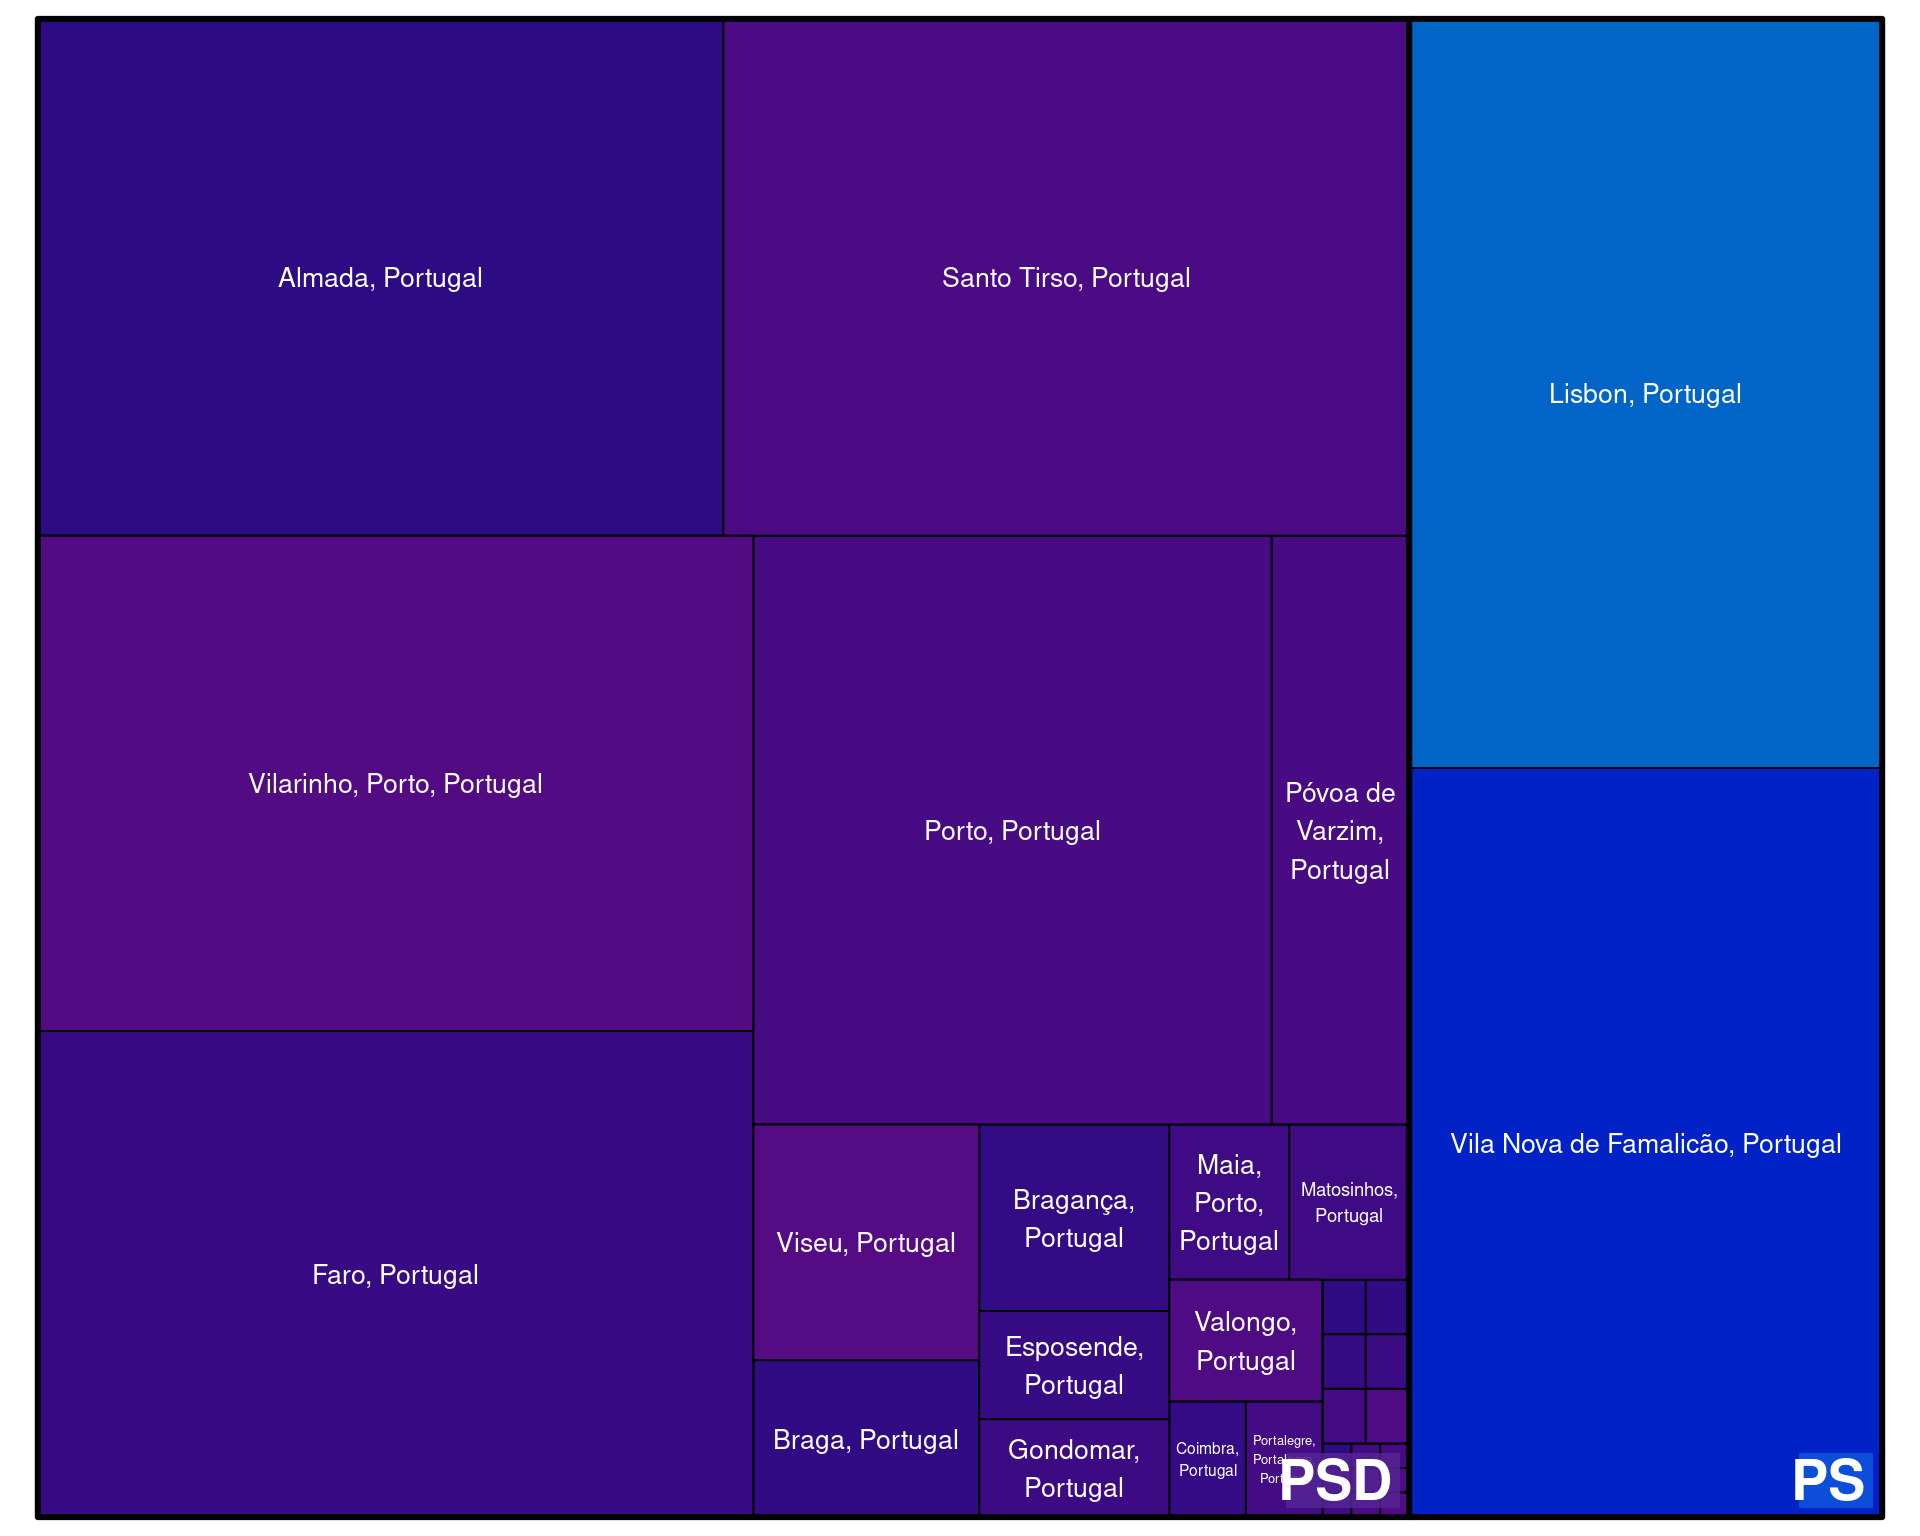 Almada, Portugal
Santo Tirso, Portugal
Lisbon, Portugal
Vilarinho, Porto, Portugal
Porto, Portugal
Póvoa de
Varzim,
Portugal
Vila Nova de Famalicão, Portugal
Faro, Portugal
Viseu, Portugal
Bragança,
Portugal
Maia,
Porto,
Portugal
Matosinhos,
Portugal
Esposende,
Portugal
Valongo,
Portugal
Braga, Portugal
Gondomar,
Portugal
Coimbra,
Portugal
Portalegre,
PSD
PS